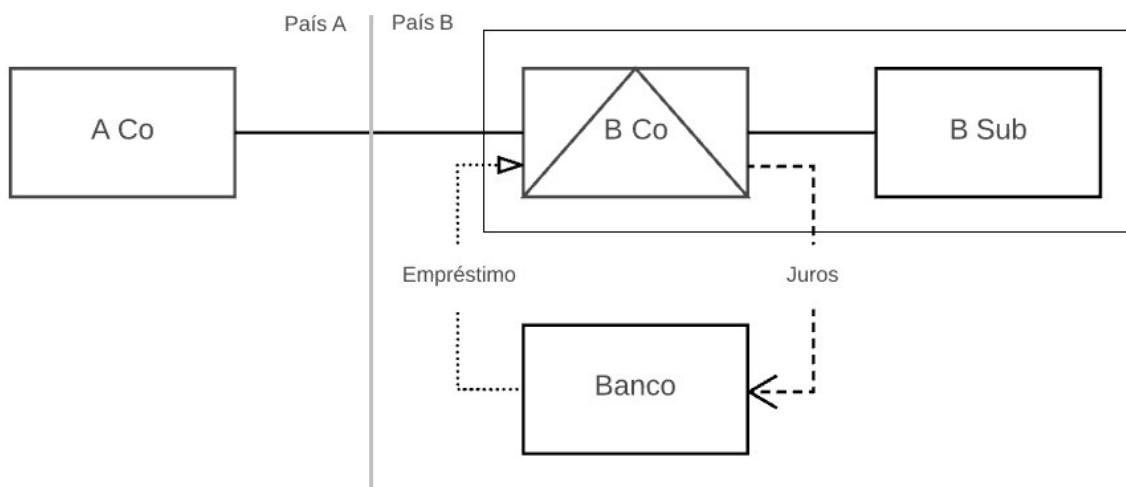 País A
País B
A Co
B Co
B Sub
Empréstimo
Juros
Banco